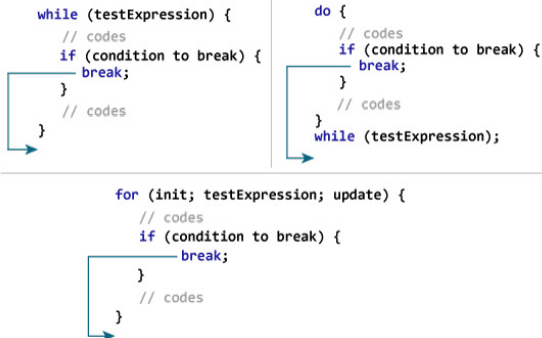 while (testExpression) {
// codes
if (condition to break) {
break;
}
// codes
}
do {
// codes
if (condition to break) {
break;
}
// codes
}
while (testExpression);
for (init; testExpression; update) {
// codes
if (condition to break) {
break;
}
// codes
}